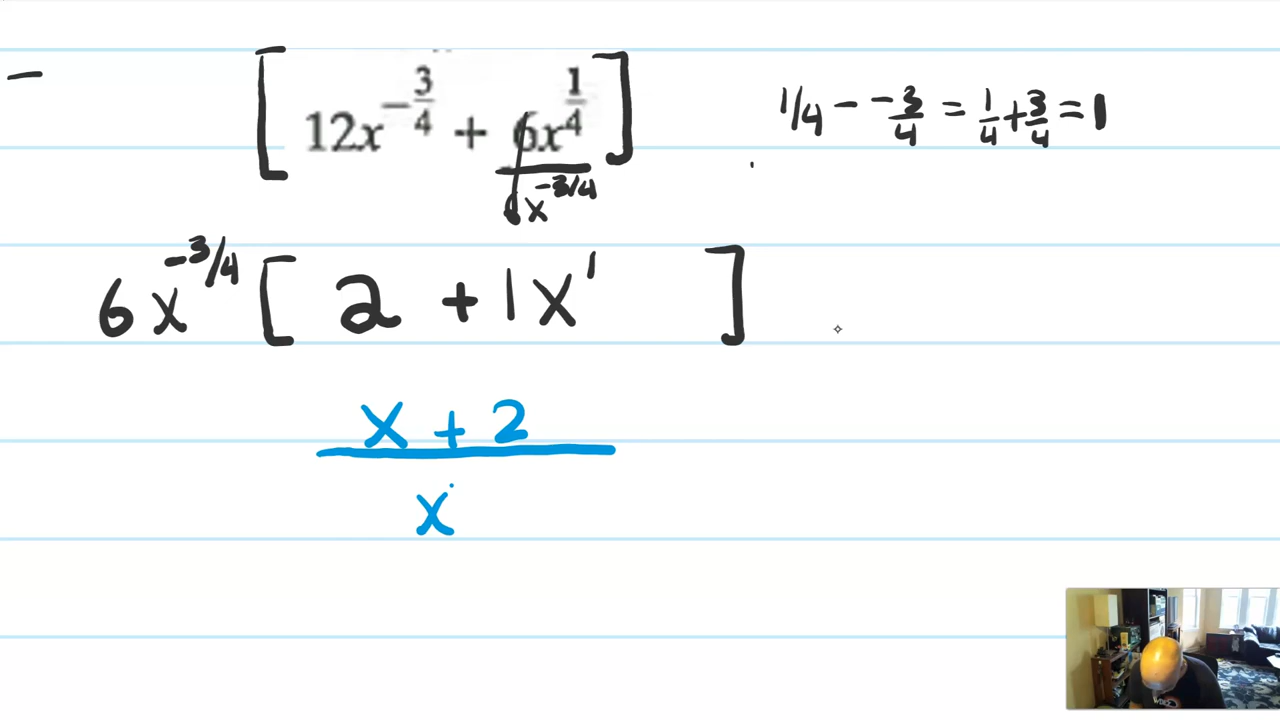 [ 12x^{-3/4} + 6x^{1/4} ] 1/4 - -3/4 = 1/4 + 3/4 = 1
6x^{-3/4}
6x^{-3/4} [ 2 + 1x^1 ]
x + 2
x